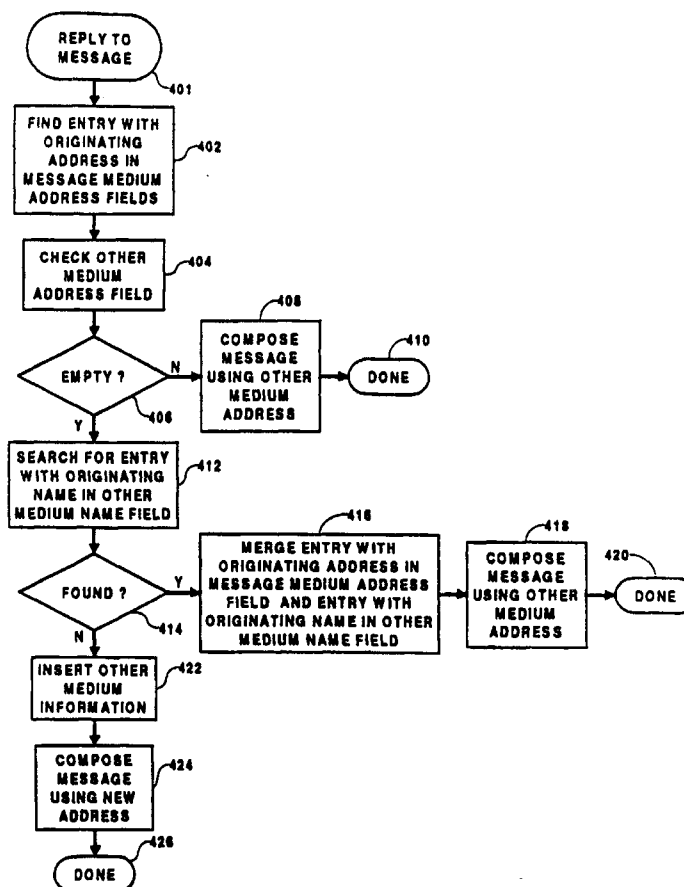 REPLY TO
MESSAGE
401
FIND ENTRY WITH
ORIGINATING
ADDRESS IN
MESSAGE MEDIUM
ADDRESS FIELDS
402
CHECK OTHER
MEDIUM
ADDRESS FIELD
404
EMPTY ?
406
N
Y
408
COMPOSE
MESSAGE
USING OTHER
MEDIUM
ADDRESS
410
DONE
SEARCH FOR ENTRY
WITH ORIGINATING
NAME IN OTHER
MEDIUM NAME FIELD
412
FOUND ?
414
Y
N
416
MERGE ENTRY WITH
ORIGINATING ADDRESS IN
MESSAGE MEDIUM ADDRESS
FIELD AND ENTRY WITH
ORIGINATING NAME IN OTHER
MEDIUM NAME FIELD
418
COMPOSE
MESSAGE
USING OTHER
MEDIUM
ADDRESS
420
DONE
INSERT OTHER
MEDIUM
INFORMATION
422
COMPOSE
MESSAGE
USING NEW
ADDRESS
424
426
DONE